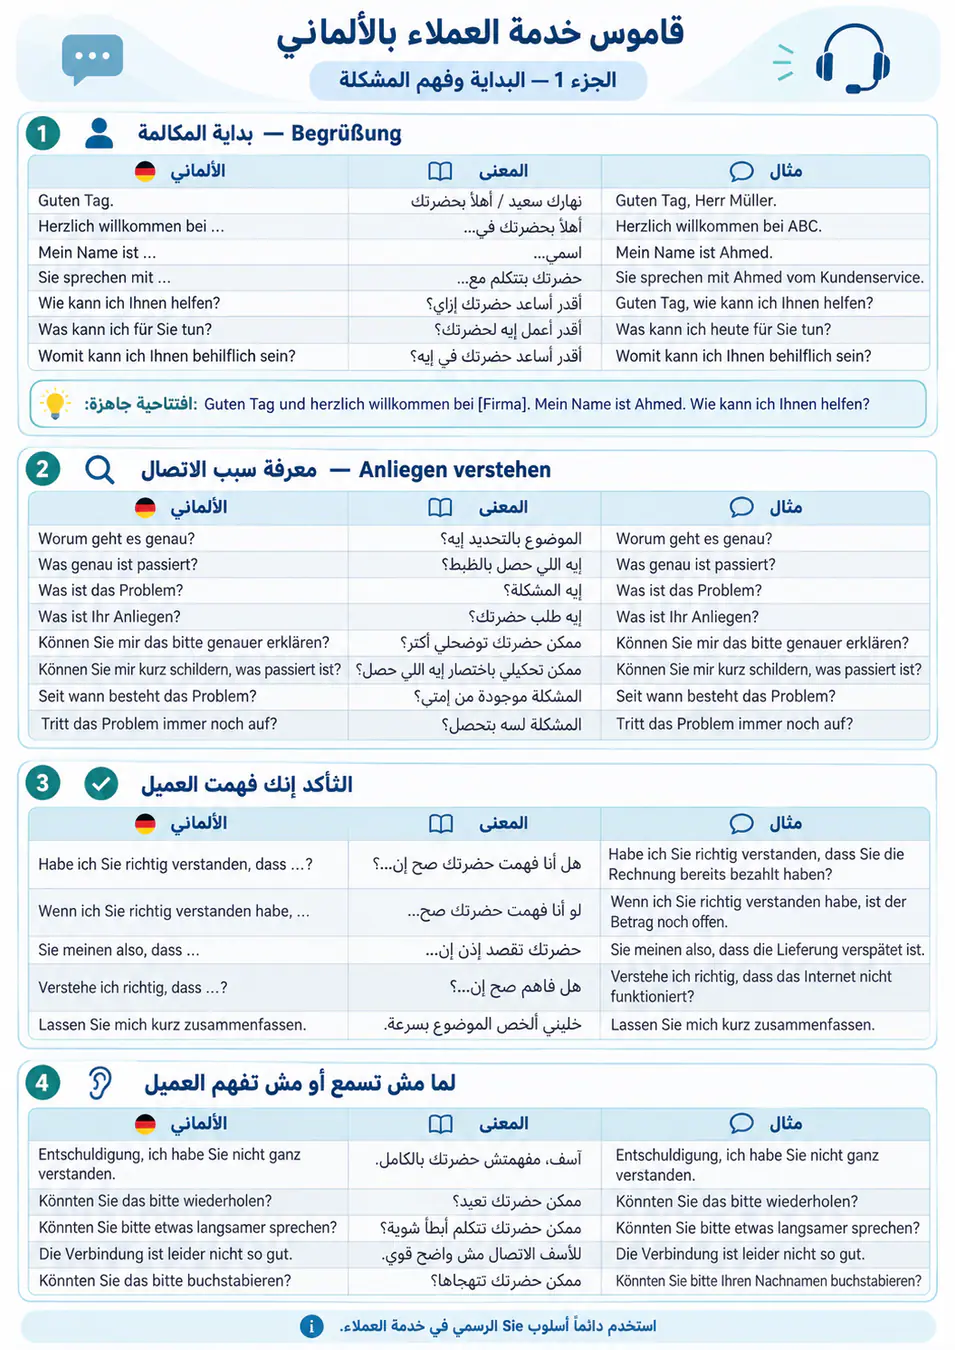 قاموس خدمة العملاء بالألماني
الجزء 1 — البداية وفهم المشكلة
1 بداية المكالمة — Begrüßung
الألماني المعنى مثال
Guten Tag. نهارك سعيد / أهلاً بحضرتك Guten Tag, Herr Müller.
Herzlich willkommen bei … أهلاً بحضرتك في... Herzlich willkommen bei ABC.
Mein Name ist … اسمي... Mein Name ist Ahmed.
Sie sprechen mit … حضرتك بتتكلم مع... Sie sprechen mit Ahmed vom Kundenservice.
Wie kann ich Ihnen helfen? أقدر أساعد حضرتك إزاي؟ Guten Tag, wie kann ich Ihnen helfen?
Was kann ich für Sie tun? أقدر أعمل إيه لحضرتك؟ Was kann ich heute für Sie tun?
Womit kann ich Ihnen behilflich sein? أقدر أساعد حضرتك في إيه؟ Womit kann ich Ihnen behilflich sein?
افتتاحية جاهزة: Guten Tag und herzlich willkommen bei [Firma]. Mein Name ist Ahmed. Wie kann ich Ihnen helfen?
2 معرفة سبب الاتصال — Anliegen verstehen
الألماني المعنى مثال
Worum geht es genau? الموضوع بالتحديد إيه؟ Worum geht es genau?
Was genau ist passiert? إيه اللي حصل بالظبط؟ Was genau ist passiert?
Was ist das Problem? إيه المشكلة؟ Was ist das Problem?
Was ist Ihr Anliegen? إيه طلب حضرتك؟ Was ist Ihr Anliegen?
Können Sie mir das bitte genauer erklären? ممكن حضرتك توضحلي أكتر؟ Können Sie mir das bitte genauer erklären?
Können Sie mir kurz schildern, was passiert ist? ممكن تحكيلي باختصار إيه اللي حصل؟ Können Sie mir kurz schildern, was passiert ist?
Seit wann besteht das Problem? المشكلة موجودة من إمتى؟ Seit wann besteht das Problem?
Tritt das Problem immer noch auf? المشكلة لسه بتحصل؟ Tritt das Problem immer noch auf?
3 الثأكد إنك فهمت العميل
الألماني المعنى مثال
Habe ich Sie richtig verstanden, dass …? هل أنا فهمت حضرتك صح إن...؟ Habe ich Sie richtig verstanden, dass Sie die
Rechnung bereits bezahlt haben?
Wenn ich Sie richtig verstanden habe, … لو أنا فهمت حضرتك صح... Wenn ich Sie richtig verstanden habe, ist der
Betrag noch offen.
Sie meinen also, dass … حضرتك تقصد إذن إن... Sie meinen also, dass die Lieferung verspätet ist.
Verstehe ich richtig, dass …? هل فاهم صح إن...؟ Verstehe ich richtig, dass das Internet nicht
funktioniert?
Lassen Sie mich kurz zusammenfassen. خليني ألخص الموضوع بسرعة. Lassen Sie mich kurz zusammenfassen.
4 لما مش تسمع أو مش تفهم العميل
الألماني المعنى مثال
Entschuldigung, ich habe Sie nicht ganz
verstanden. آسف، مفهمتش حضرتك بالكامل. Entschuldigung, ich habe Sie nicht ganz
verstanden.
Könnten Sie das bitte wiederholen? ممكن حضرتك تعيد؟ Könnten Sie das bitte wiederholen?
Könnten Sie bitte etwas langsamer sprechen? ممكن حضرتك تتكلم أبطأ شوية؟ Könnten Sie bitte etwas langsamer sprechen?
Die Verbindung ist leider nicht so gut. للأسف الاتصال مش واضح قوي. Die Verbindung ist leider nicht so gut.
Könnten Sie das bitte buchstabieren? ممكن حضرتك تتهجاها؟ Könnten Sie bitte Ihren Nachnamen buchstabieren?
استخدم دائماً أسلوب Sie الرسمي في خدمة العملاء.